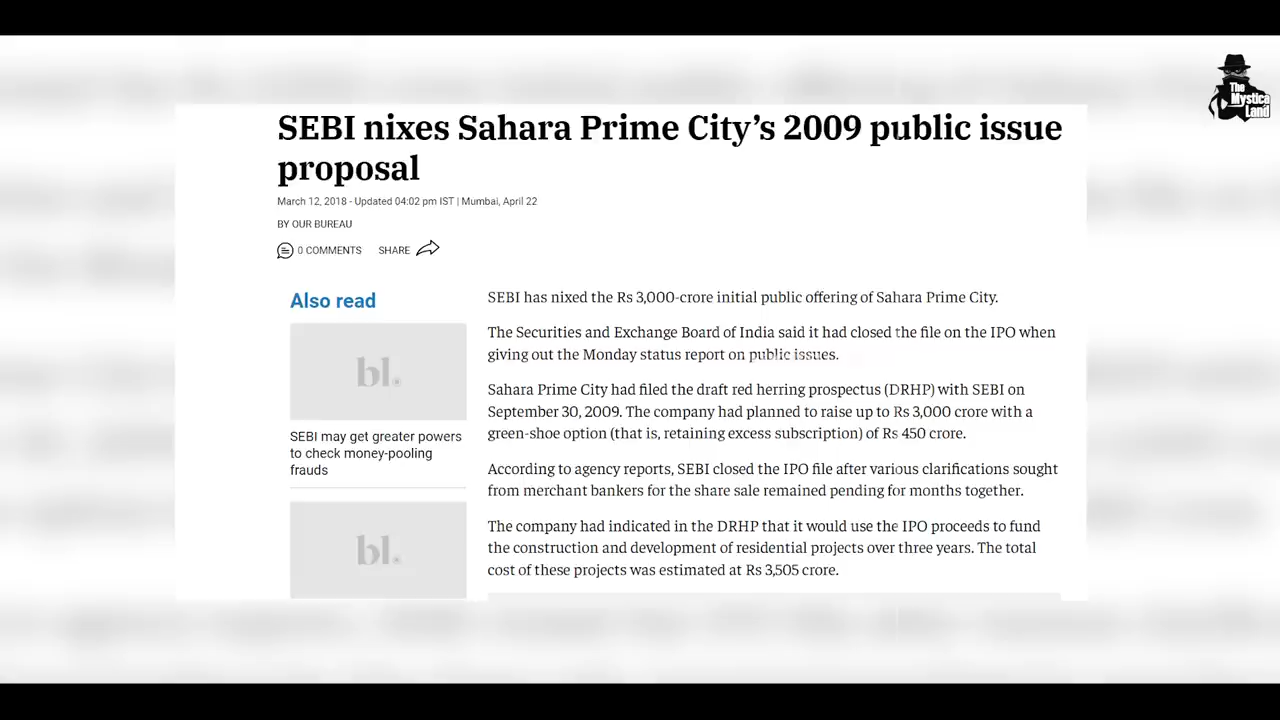 The
Mystica
Land
SEBI nixes Sahara Prime City’s 2009 public issue
proposal
March 12, 2018 - Updated 04:02 pm IST | Mumbai, April 22
BY OUR BUREAU
0 COMMENTS SHARE
Also read
bl.
SEBI may get greater powers
to check money-pooling
frauds
bl.
SEBI has nixed the Rs 3,000-crore initial public offering of Sahara Prime City.
The Securities and Exchange Board of India said it had closed the file on the IPO when
giving out the Monday status report on public issues.
Sahara Prime City had filed the draft red herring prospectus (DRHP) with SEBI on
September 30, 2009. The company had planned to raise up to Rs 3,000 crore with a
green-shoe option (that is, retaining excess subscription) of Rs 450 crore.
According to agency reports, SEBI closed the IPO file after various clarifications sought
from merchant bankers for the share sale remained pending for months together.
The company had indicated in the DRHP that it would use the IPO proceeds to fund
the construction and development of residential projects over three years. The total
cost of these projects was estimated at Rs 3,505 crore.